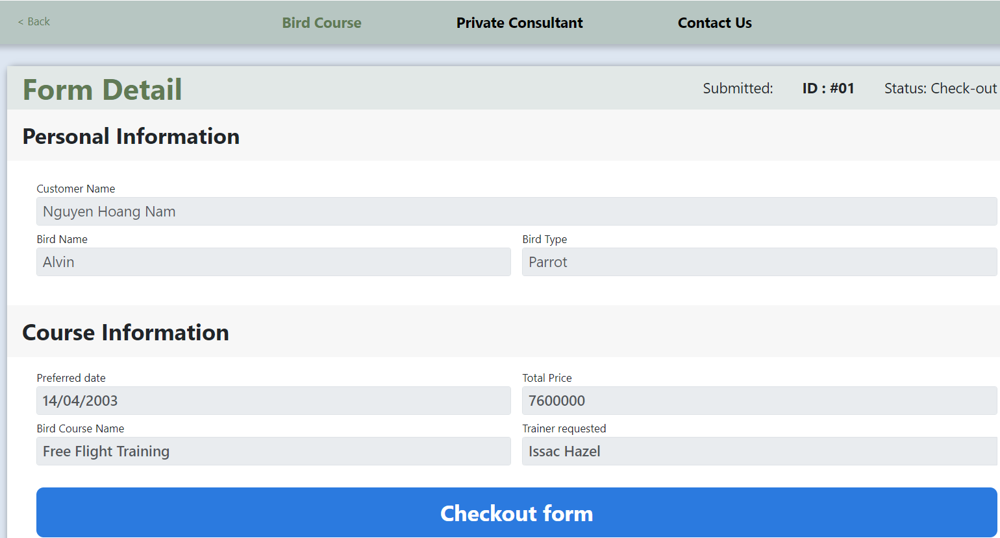 < Back Bird Course Private Consultant Contact Us
Form Detail Submitted: ID : #01 Status: Check-out
Personal Information
Customer Name
Nguyen Hoang Nam
Bird Name Bird Type
Alvin Parrot
Course Information
Preferred date Total Price
14/04/2003 7600000
Bird Course Name Trainer requested
Free Flight Training Issac Hazel
Checkout form